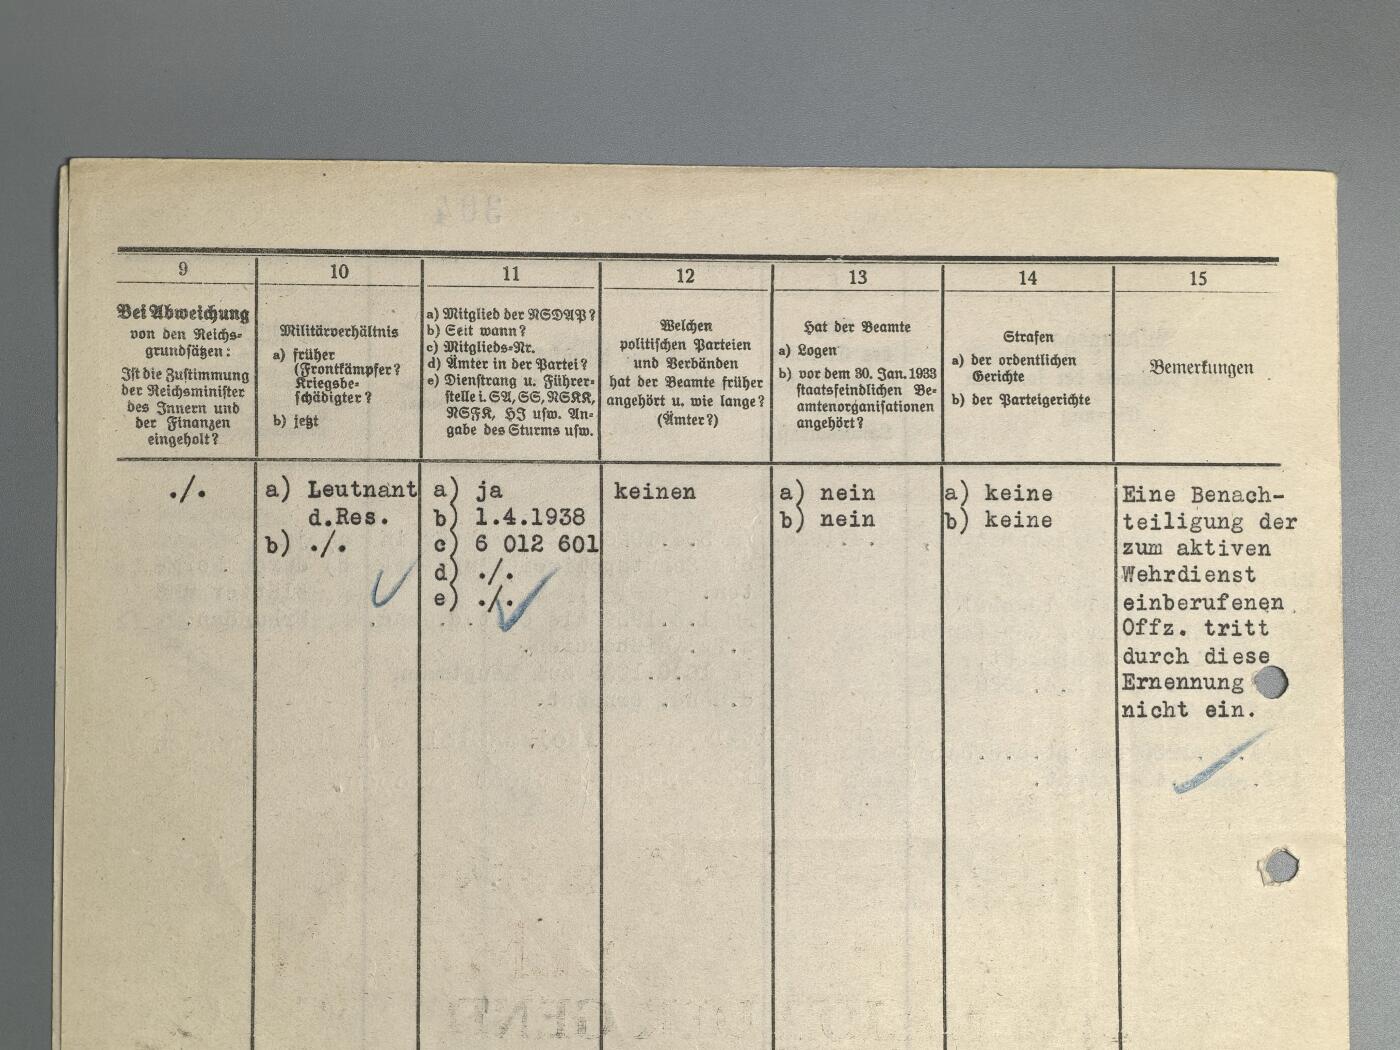 9
Bei Abweichung
von den Reichs-
grundsätzen:
Ist die Zustimmung
der Reichsminister
des Innern und
der Finanzen
eingeholt?
./.
10
Militärverhältnis
a) früher
(Frontkämpfer?
Kriegsbe-
schädigter?
b) jetzt
a) Leutnant
d.Res.
b) ./.
11
a) Mitglied der NSDAP?
b) Seit wann?
c) Mitglieds-Nr.
d) Ämter in der Partei?
e) Dienstrang u. Führer-
stelle i. SA, SS, NSKK,
NSFK, HJ usw. An-
gabe des Sturms usw.
a) ja
b) 1.4.1938
c) 6 012 601
d) ./.
e) ./.
12
Welchen
politischen Parteien
und Verbänden
hat der Beamte früher
angehört u. wie lange?
(Ämter?)
keinen
13
Hat der Beamte
a) Logen
b) vor dem 30. Jan. 1933
staatsfeindlichen Be-
amtenorganisationen
angehört?
a) nein
b) nein
14
Strafen
a) der ordentlichen
Gerichte
b) der Parteigerichte
a) keine
b) keine
15
Bemerkungen
Eine Benach-
teiligung der
zum aktiven
Wehrdienst
einberufenen
Offz. tritt
durch diese
Ernennung
nicht ein.